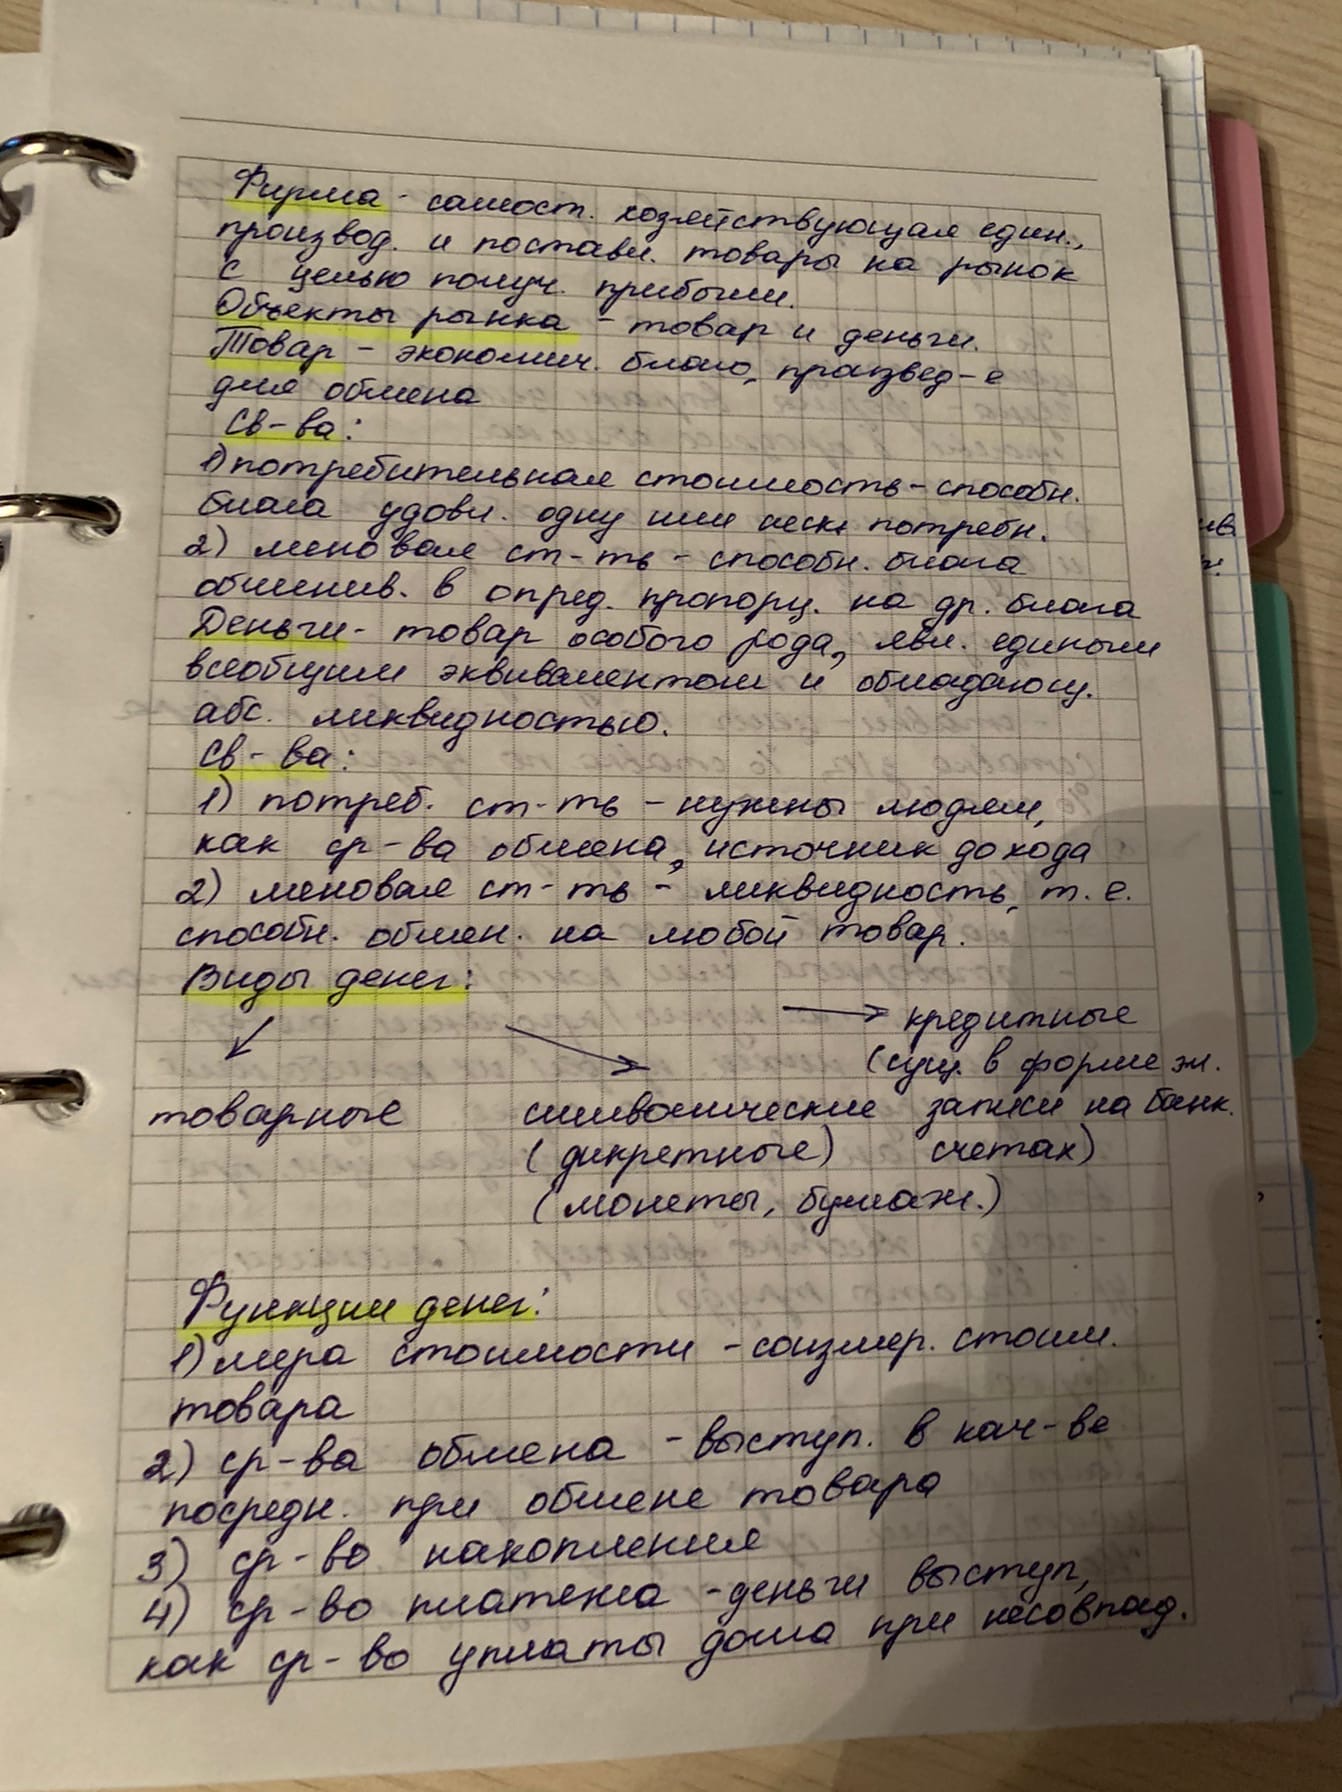 Фирма - самост. хозяйствующая един.,
производ. и поставл. товары на рынок
с целью получ. прибыли.
Объекты рынка - товар и деньги.
Товар - экономич. благо, произвед-е
для обмена
Св-ва:
1) потребительная стоимость - способн.
блага удовл. одну или неск. потребн.
2) меновая ст-ть - способн. блага
обменив. в опред. пропорц. на др. блага
Деньги - товар особого рода, явл. единым
всеобщим эквивалентом и обладающ.
абс. ликвидностью.
Св-ва:
1) потреб. ст-ть - нужны людям,
как ср-ва обмена, источник дохода
2) меновая ст-ть - ликвидность, т.е.
способн. обмен. на любой товар.
Виды денег:
товарные
символические
(дикретные)
(монеты, бумажн.)
кредитные
(сущ. в форме эл.
записи на банк.
счетах)
Функции денег:
1) мера стоимости - соизмер. стоим.
товара
2) ср-ва обмена - выступ. в кач-ве
посредн. при обмене товара
3) ср-во накопления
4) ср-во платежа - деньги выступ,
как ср-во уплаты долга при несовпад.